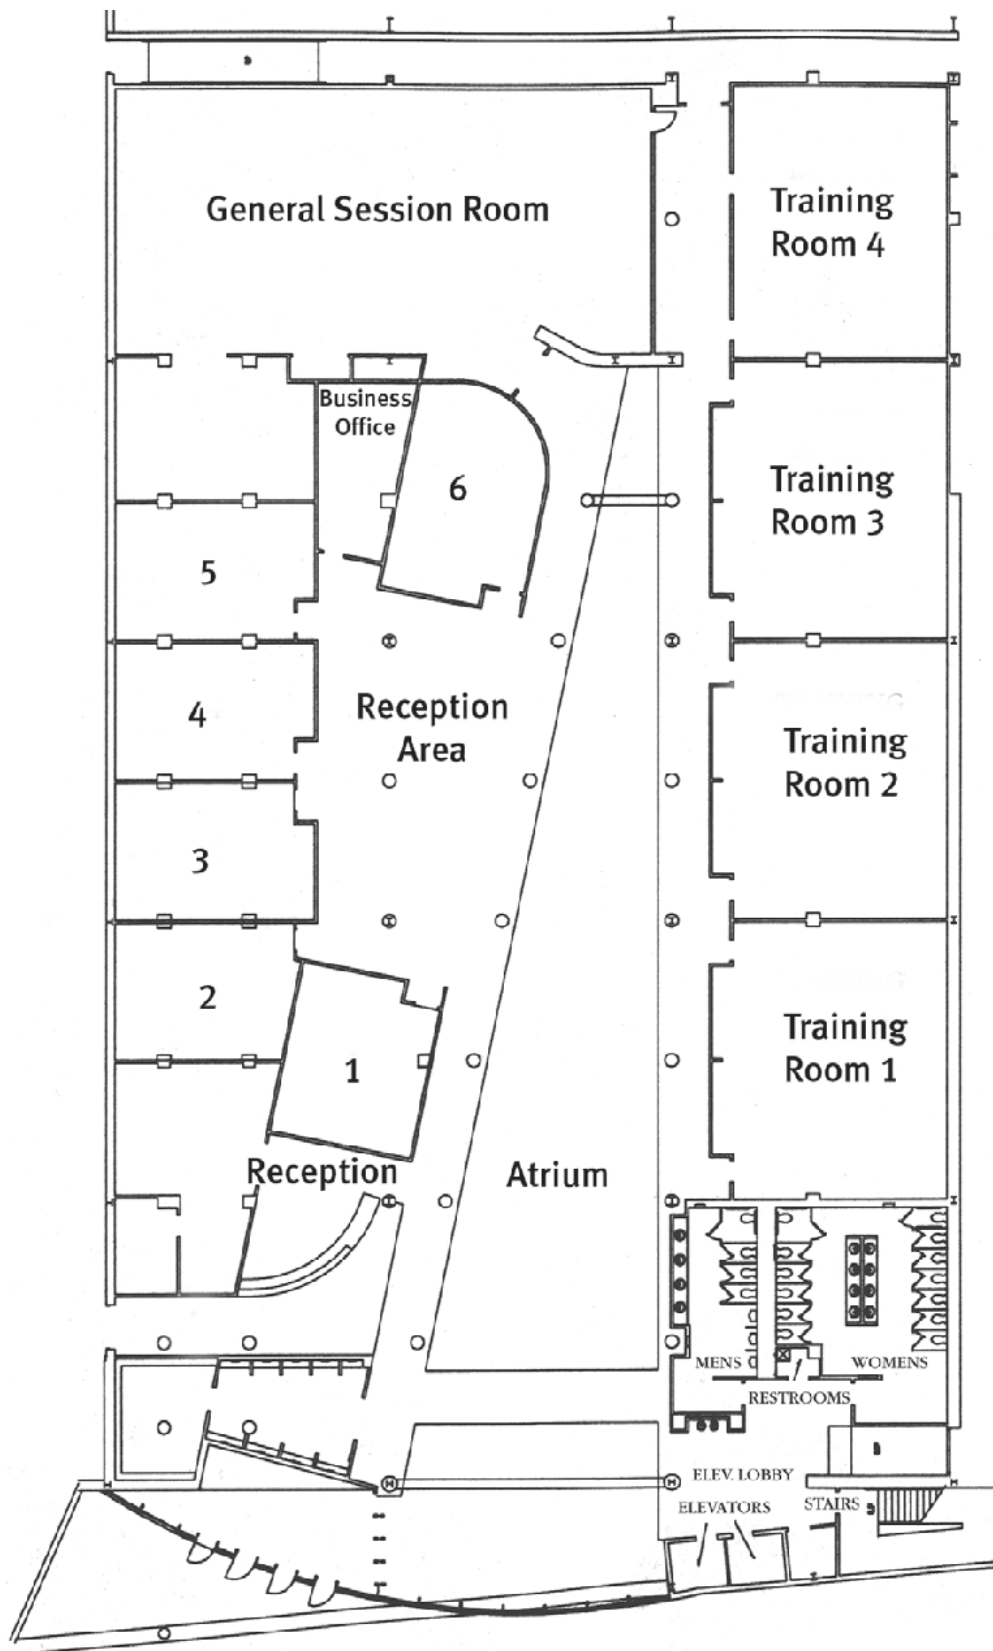 General Session Room
Training
Room 4
Business
Office
6
Training
Room 3
5
4
Reception
Area
Training
Room 2
3
2
1
Training
Room 1
Reception
Atrium
MENS
WOMENS
RESTROOMS
ELEV. LOBBY
ELEVATORS
STAIRS